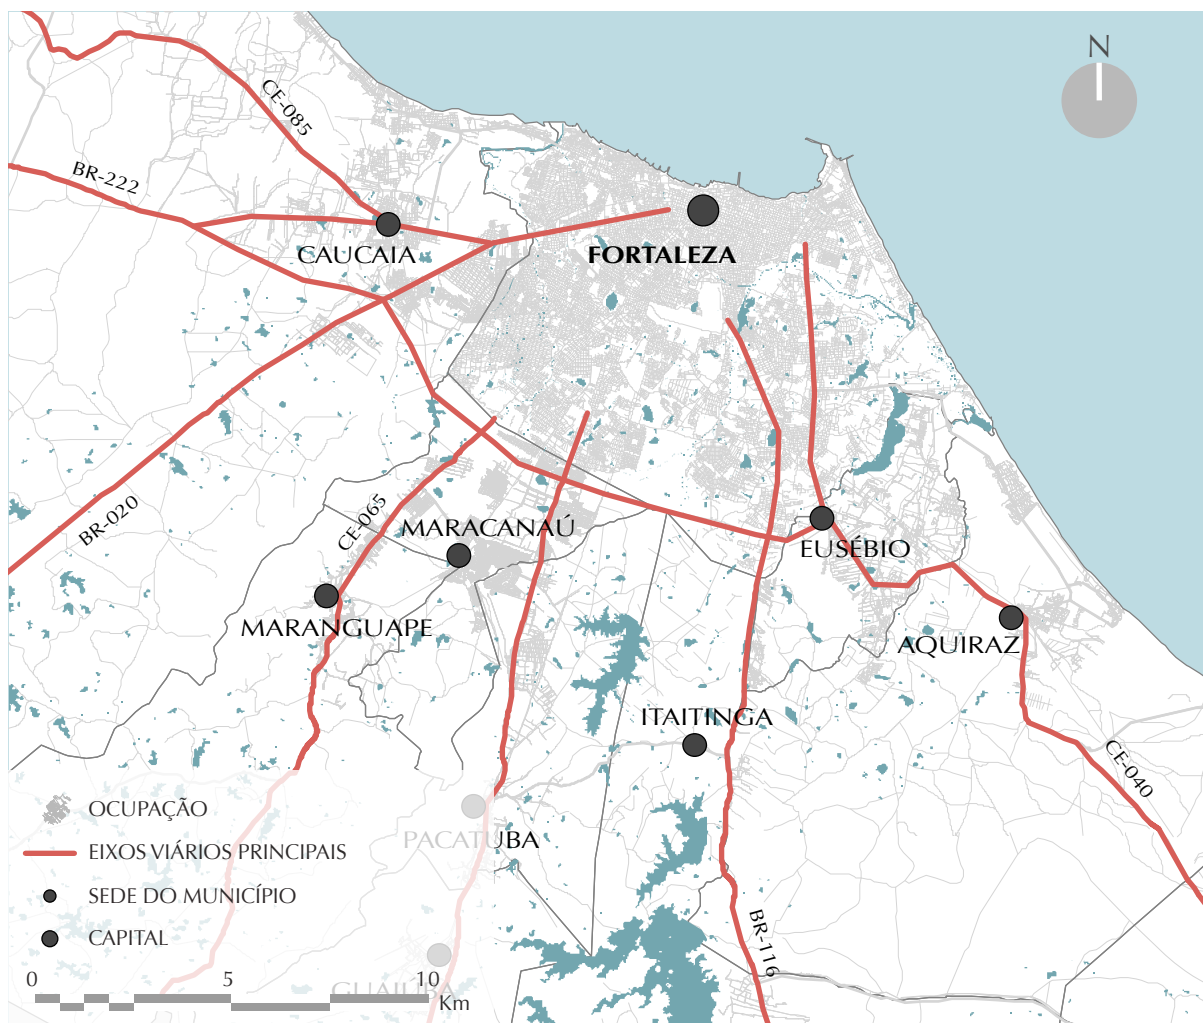 N
CE-085
BR-222
CAUCAIA
FORTALEZA
BR-020
CE-065
MARACANAÚ
EUSÉBIO
MARANGUAPE
AQUIRAZ
ITAITINGA
CE-040
PACATUBA
BR-116
GUAIÚBA
OCUPAÇÃO
EIXOS VIÁRIOS PRINCIPAIS
SEDE DO MUNICÍPIO
CAPITAL
0 5 10
Km